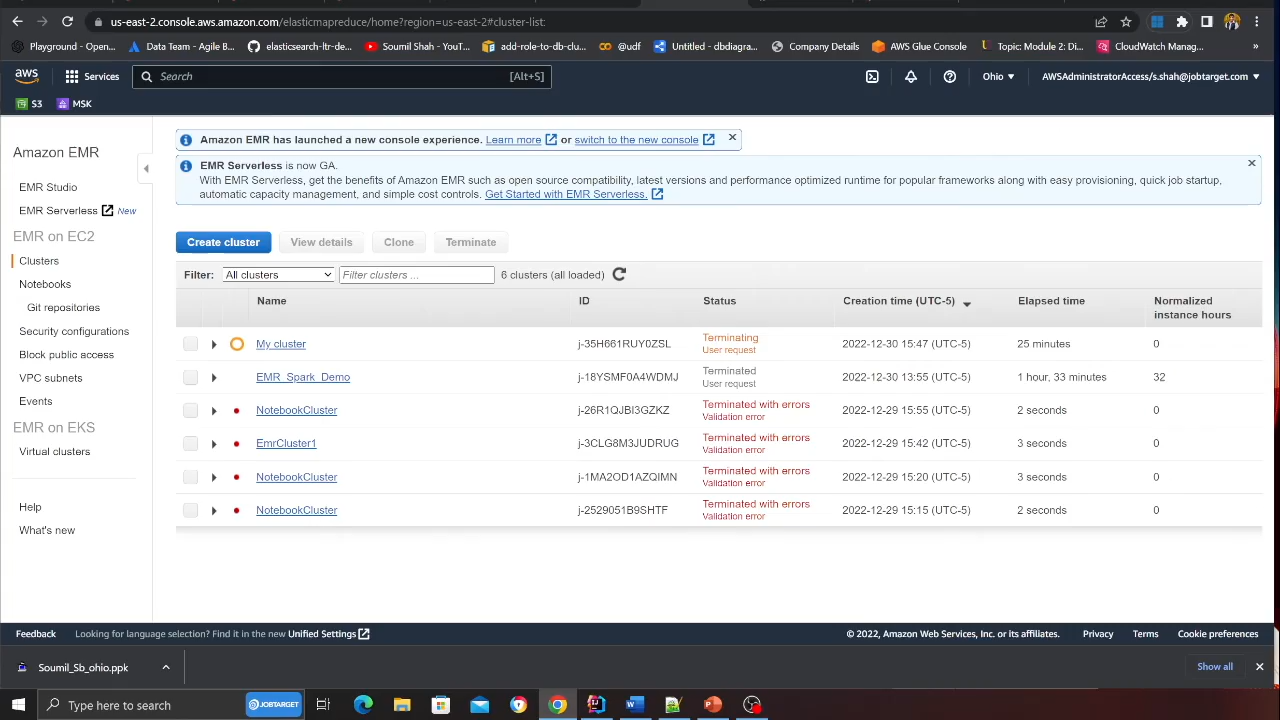 us-east-2.console.aws.amazon.com/elasticmapreduce/home?region=us-east-2#cluster-list:
Playground - Open... Data Team - Agile B... elasticsearch-ltr-de... Soumil Shah - YouT... add-role-to-db-clu... @udf Untitled - dbdiagra... Company Details AWS Glue Console Topic: Module 2: Di... CloudWatch Manag... »
aws Services Search [Alt+S] Ohio AWSAdministratorAccess/s.shah@jobtarget.com
S3 MSK
Amazon EMR
EMR Studio
EMR Serverless New
EMR on EC2
Clusters
Notebooks
Git repositories
Security configurations
Block public access
VPC subnets
Events
EMR on EKS
Virtual clusters
Help
What's new
Amazon EMR has launched a new console experience. Learn more or switch to the new console
EMR Serverless is now GA.
With EMR Serverless, get the benefits of Amazon EMR such as open source compatibility, latest versions and performance optimized runtime for popular frameworks along with easy provisioning, quick job startup,
automatic capacity management, and simple cost controls. Get Started with EMR Serverless.
Create cluster View details Clone Terminate
Filter: All clusters Filter clusters ... 6 clusters (all loaded)
Name ID Status Creation time (UTC-5) Elapsed time Normalized
instance hours
My cluster j-35H661RUY0ZSL Terminating 2022-12-30 15:47 (UTC-5) 25 minutes 0
User request
EMR_Spark_Demo j-18YSMF0A4WDMJ Terminated 2022-12-30 13:55 (UTC-5) 1 hour, 33 minutes 32
User request
NotebookCluster j-26R1QJBI3GZKZ Terminated with errors 2022-12-29 15:55 (UTC-5) 2 seconds 0
Validation error
EmrCluster1 j-3CLG8M3JUDRUG Terminated with errors 2022-12-29 15:42 (UTC-5) 3 seconds 0
Validation error
NotebookCluster j-1MA2OD1AZQIMN Terminated with errors 2022-12-29 15:20 (UTC-5) 3 seconds 0
Validation error
NotebookCluster j-2529051B9SHTF Terminated with errors 2022-12-29 15:15 (UTC-5) 2 seconds 0
Validation error
Feedback Looking for language selection? Find it in the new Unified Settings © 2022, Amazon Web Services, Inc. or its affiliates. Privacy Terms Cookie preferences
Soumil_Sb_ohio.ppk Show all
Type here to search JOBTARGET